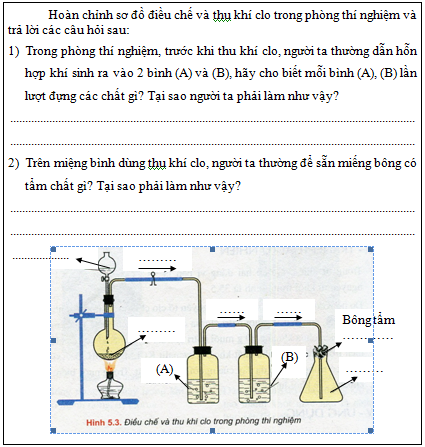 Hoàn chỉnh sơ đồ điều chế và thu khí clo trong phòng thí nghiệm và
trả lời các câu hỏi sau:
1) Trong phòng thí nghiệm, trước khi thu khí clo, người ta thường dẫn hỗn
hợp khí sinh ra vào 2 bình (A) và (B), hãy cho biết mỗi bình (A), (B) lần
lượt đựng các chất gì? Tại sao người ta phải làm như vậy?
2) Trên miệng bình dùng thu khí clo, người ta thường để sẵn miếng bông có
tẩm chất gì? Tại sao phải làm như vậy?
Bông tẩm
(A)
(B)
Hình 5.3. Điều chế và thu khí clo trong phòng thí nghiệm